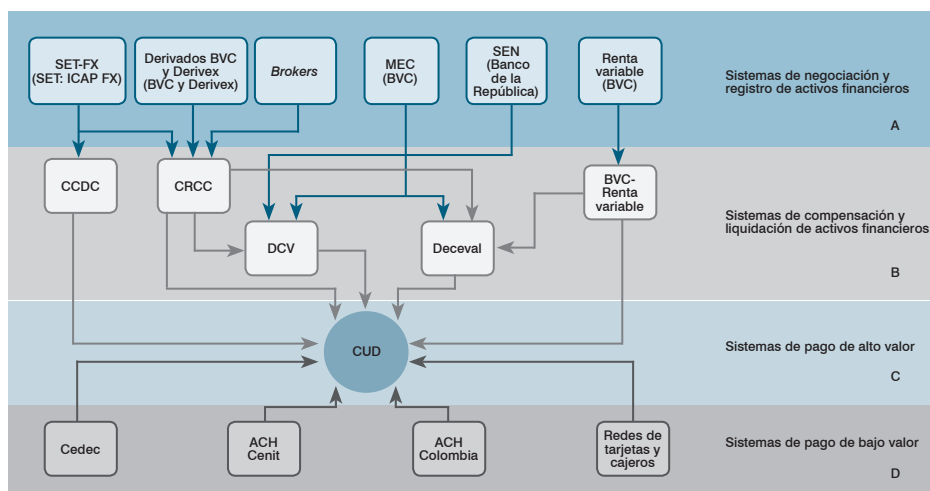 SET-FX
(SET: ICAP FX)
Derivados BVC
y Derivex
(BVC y Derivex)
Brokers
MEC
(BVC)
SEN
(Banco
de la
República)
Renta
variable
(BVC)
Sistemas de negociación y
registro de activos financieros
A
CCDC
CRCC
BVC-
Renta
variable
DCV
Deceval
Sistemas de compensación y
liquidación de activos financieros
B
CUD
Sistemas de pago de alto valor
C
Cedec
ACH
Cenit
ACH
Colombia
Redes de
tarjetas y
cajeros
Sistemas de pago de bajo valor
D